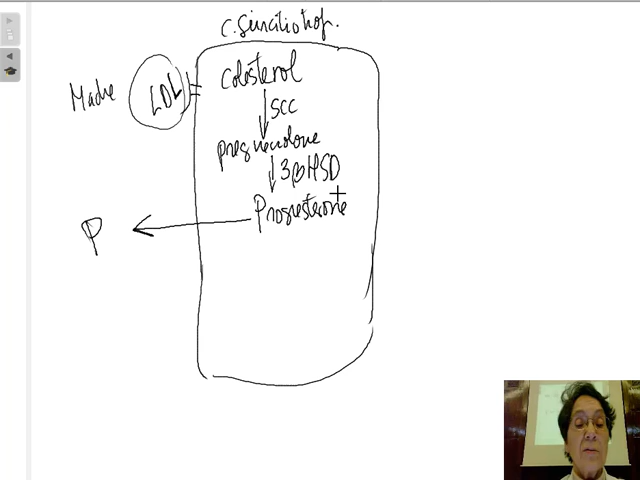 c. Sinciliotrof.
Madre LDL Colesterol
SCC
pregnenolone
3βHSD
Progesterone
P